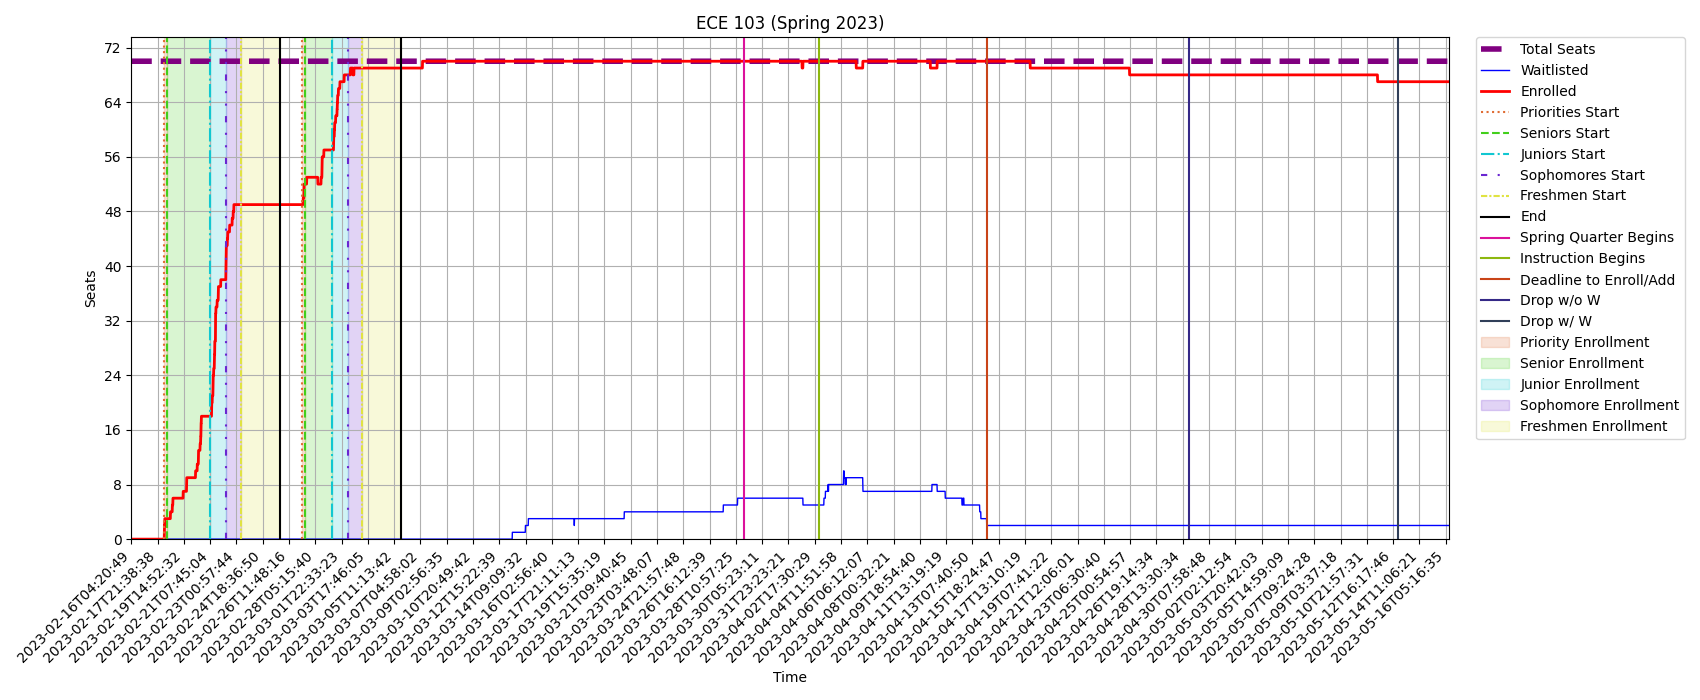 ECE 103 (Spring 2023)
72
64
56
48
40
32
24
16
8
0
Seats
2023-02-16T04:20:49
2023-02-17T21:38:38
2023-02-19T14:52:32
2023-02-21T07:45:04
2023-02-23T00:57:44
2023-02-24T18:36:50
2023-02-26T11:48:16
2023-02-28T05:15:40
2023-03-01T22:33:23
2023-03-03T17:46:05
2023-03-05T11:13:42
2023-03-07T04:58:02
2023-03-09T02:56:35
2023-03-10T20:49:42
2023-03-12T15:22:39
2023-03-14T09:09:32
2023-03-16T02:56:40
2023-03-17T21:11:13
2023-03-19T15:35:19
2023-03-21T09:40:45
2023-03-23T03:48:07
2023-03-24T21:57:48
2023-03-26T16:12:39
2023-03-28T10:57:25
2023-03-30T05:23:11
2023-03-31T23:23:21
2023-04-02T17:30:29
2023-04-04T11:51:58
2023-04-06T06:12:07
2023-04-08T00:32:21
2023-04-09T18:54:40
2023-04-11T13:19:19
2023-04-13T07:40:50
2023-04-15T18:24:47
2023-04-17T13:10:19
2023-04-19T07:41:22
2023-04-21T12:06:01
2023-04-23T06:30:40
2023-04-25T00:54:57
2023-04-26T19:14:34
2023-04-28T13:30:34
2023-04-30T07:58:48
2023-05-02T02:12:54
2023-05-03T20:42:03
2023-05-05T14:59:09
2023-05-07T09:24:28
2023-05-09T03:37:18
2023-05-10T21:57:31
2023-05-12T16:17:46
2023-05-14T11:06:21
2023-05-16T05:16:35
Time
Total Seats
Waitlisted
Enrolled
Priorities Start
Seniors Start
Juniors Start
Sophomores Start
Freshmen Start
End
Spring Quarter Begins
Instruction Begins
Deadline to Enroll/Add
Drop w/o W
Drop w/ W
Priority Enrollment
Senior Enrollment
Junior Enrollment
Sophomore Enrollment
Freshmen Enrollment